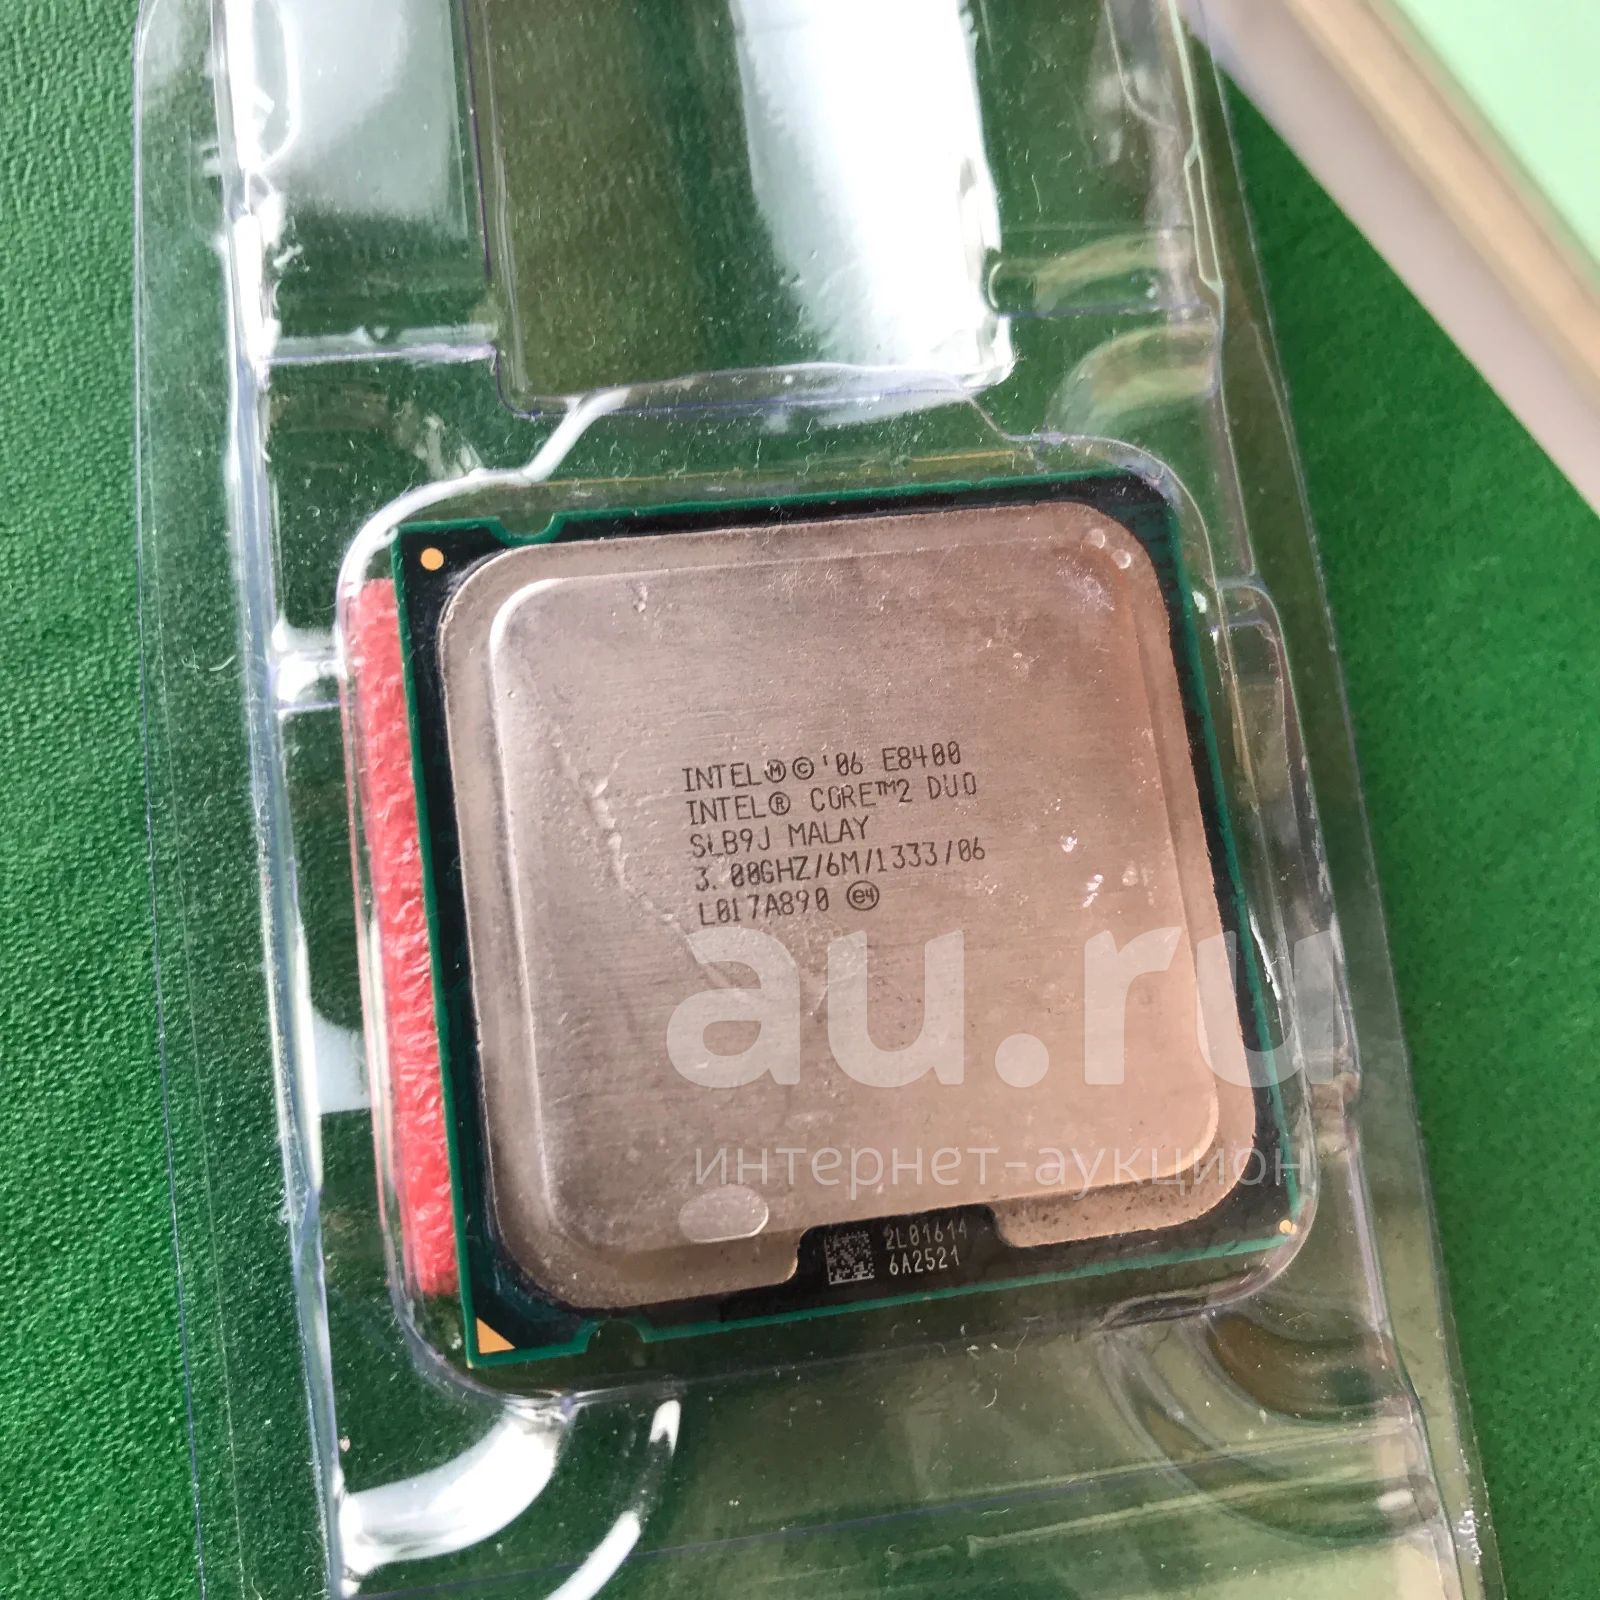 INTEL Ⓜ © '06 E8400
INTEL® CORE™2 DUO
SLB9J MALAY
3.00GHZ/6M/1333/06
L017A890 e4
au.ru
интернет-аукцион
2L01614
6A2521